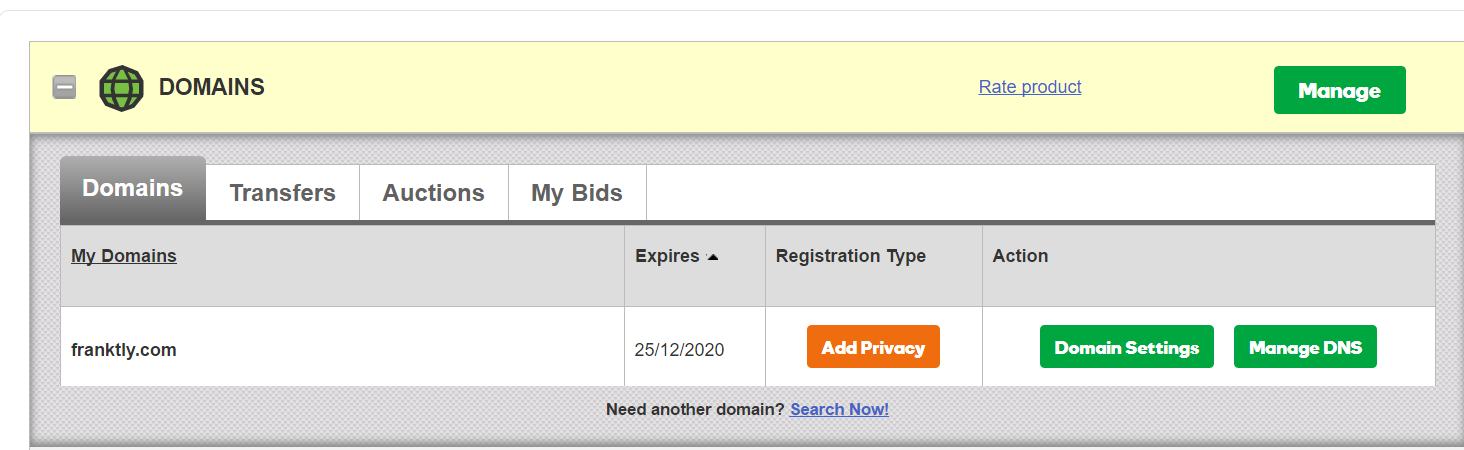 DOMAINS Rate product Manage
Domains Transfers Auctions My Bids
My Domains Expires Registration Type Action
franktly.com 25/12/2020 Add Privacy Domain Settings Manage DNS
Need another domain? Search Now!